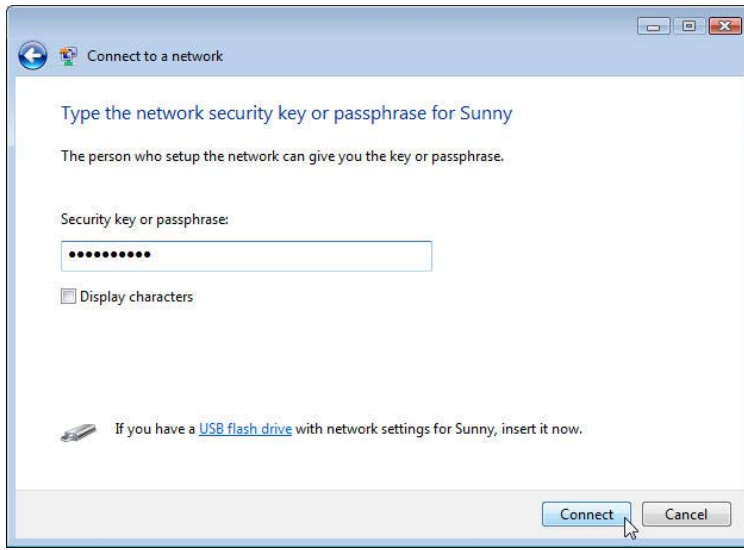 Connect to a network
Type the network security key or passphrase for Sunny
The person who setup the network can give you the key or passphrase.
Security key or passphrase:
••••••••••
Display characters
If you have a USB flash drive with network settings for Sunny, insert it now.
Connect Cancel